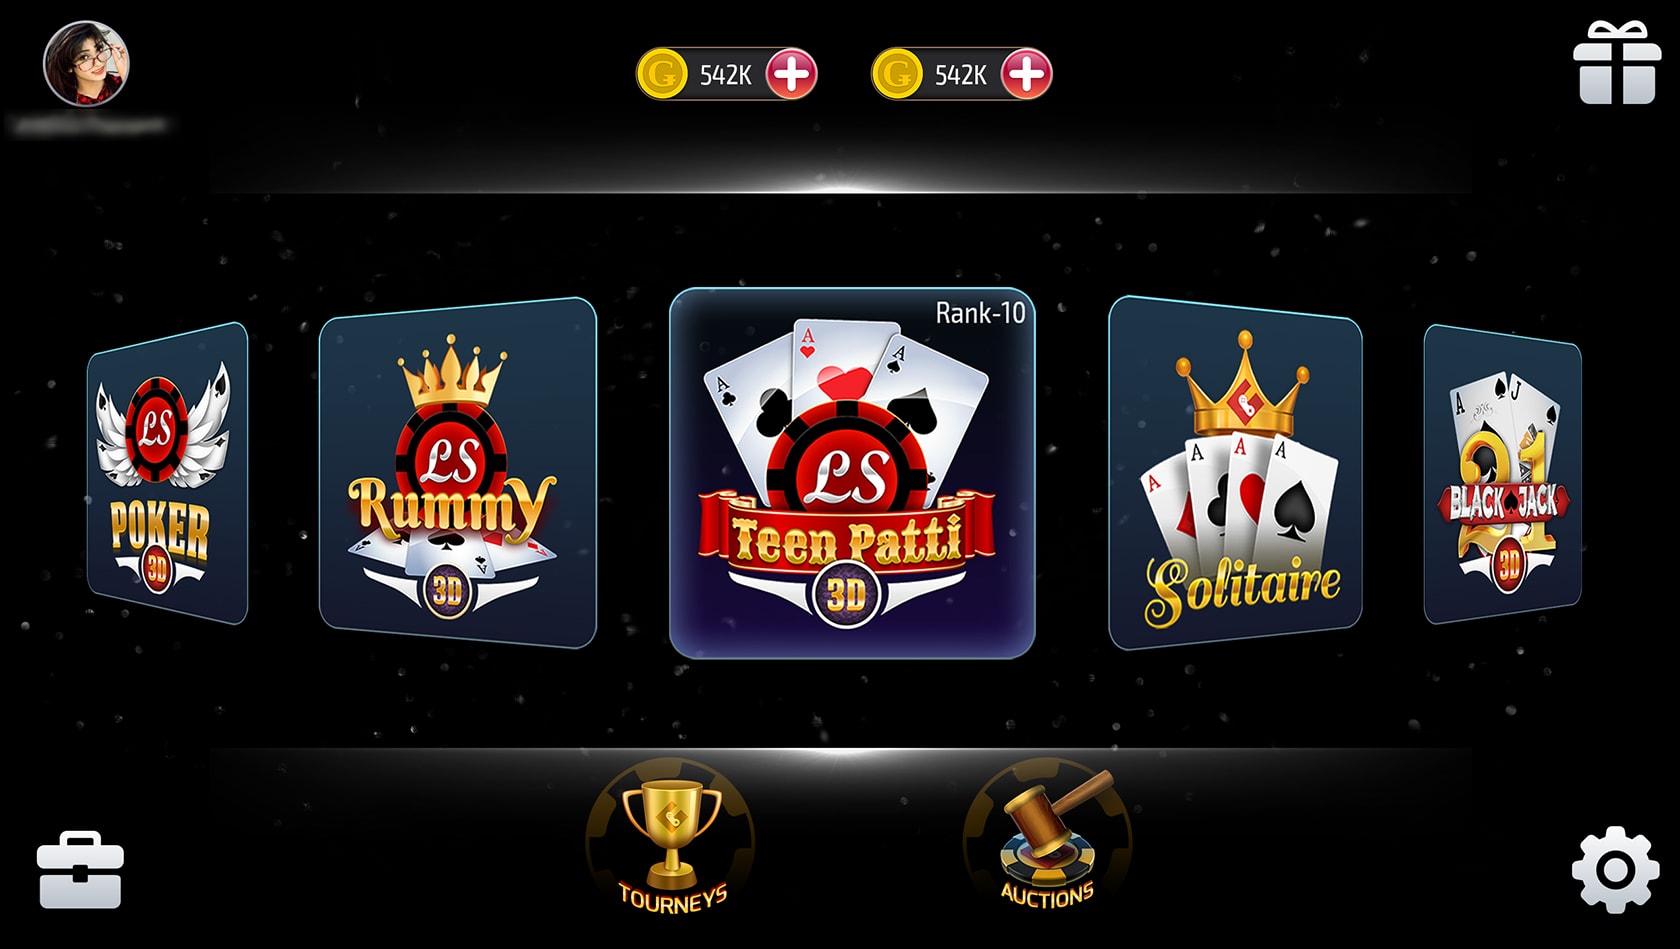 542K
542K
Rank-10
LS
POKER
3D
LS
Rummy
3D
A
A
A
LS
Teen Patti
3D
A
A
A
A
Solitaire
A
J
21
BLACK JACK
3D
TOURNEYS
AUCTIONS